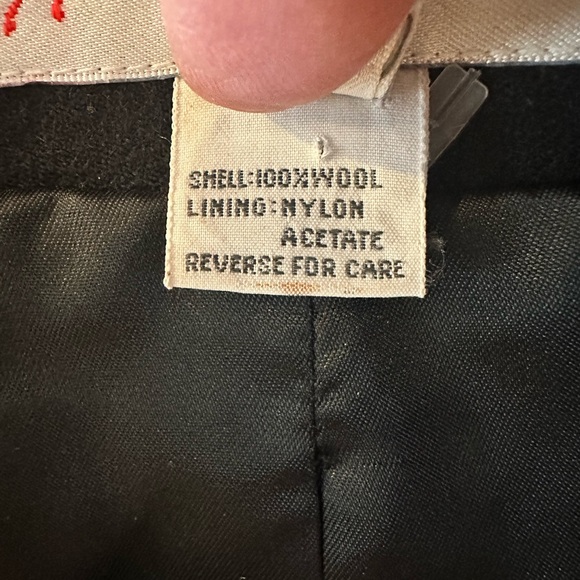 SHELL:100%WOOL
LINING:NYLON
ACETATE
REVERSE FOR CARE